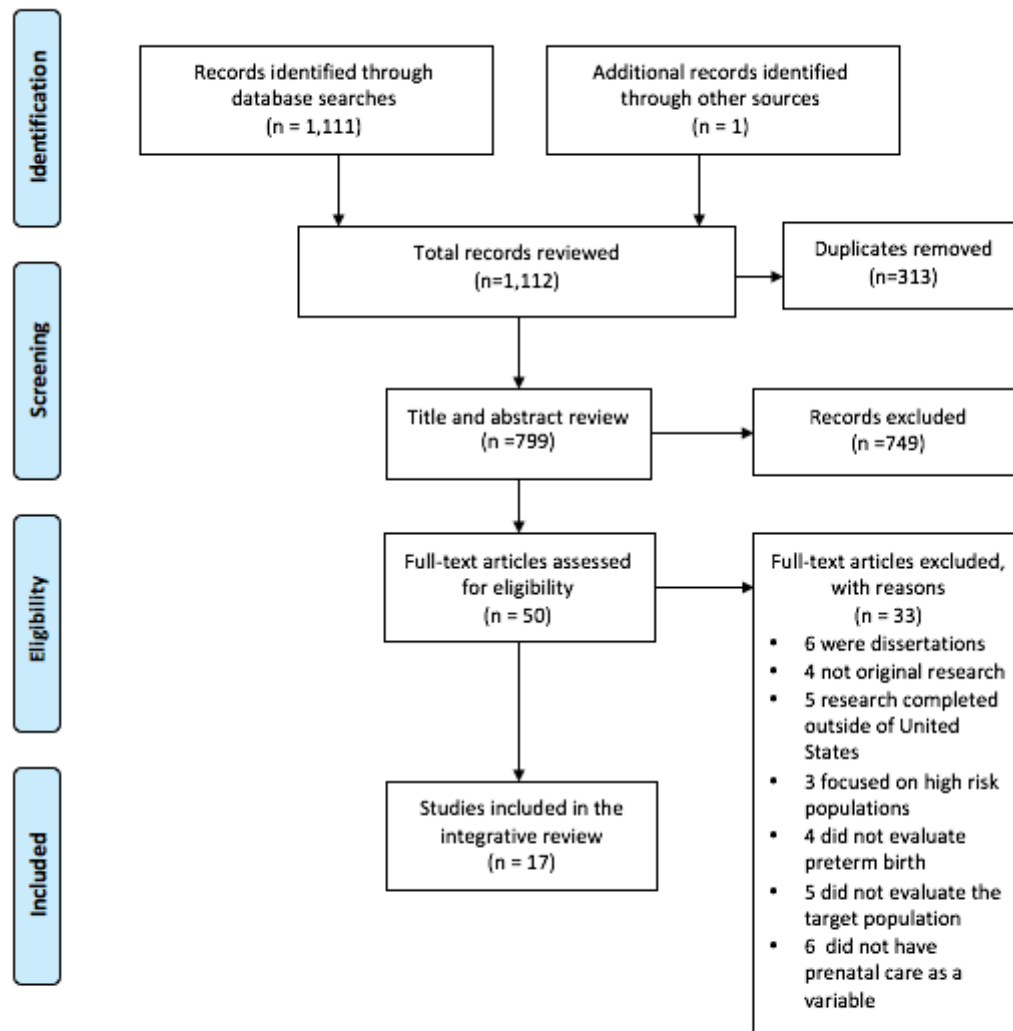 Identification
Records identified through
database searches
(n = 1,111)
Additional records identified
through other sources
(n = 1)
Total records reviewed
(n=1,112)
Duplicates removed
(n=313)
Screening
Title and abstract review
(n =799)
Records excluded
(n =749)
Eligibility
Full-text articles assessed
for eligibility
(n = 50)
Full-text articles excluded,
with reasons
(n = 33)
• 6 were dissertations
• 4 not original research
• 5 research completed
outside of United
States
• 3 focused on high risk
populations
• 4 did not evaluate
preterm birth
• 5 did not evaluate the
target population
• 6 did not have
prenatal care as a
variable
Included
Studies included in the
integrative review
(n = 17)